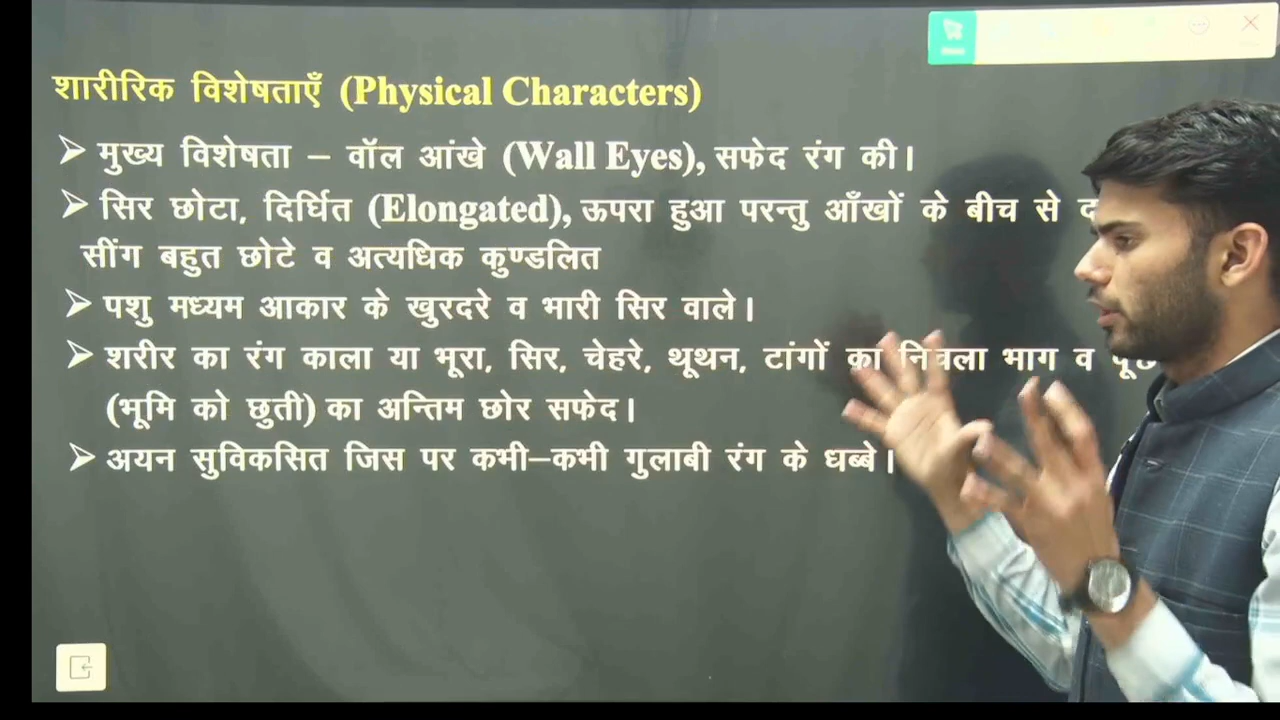 शारीरिक विशेषताएँ (Physical Characters)
➢ मुख्य विशेषता – वॉल आंखे (Wall Eyes), सफेद रंग की।
➢ सिर छोटा, दिर्घित (Elongated), ऊपरा हुआ परन्तु आँखों के बीच से
सींग बहुत छोटे व अत्यधिक कुण्डलित
➢ पशु मध्यम आकार के खुरदरे व भारी सिर वाले।
➢ शरीर का रंग काला या भूरा, सिर, चेहरे, थूथन, टांगों का निचला भाग व
(भूमि को छुती) का अन्तिम छोर सफेद।
➢ अयन सुविकसित जिस पर कभी–कभी गुलाबी रंग के धब्बे।